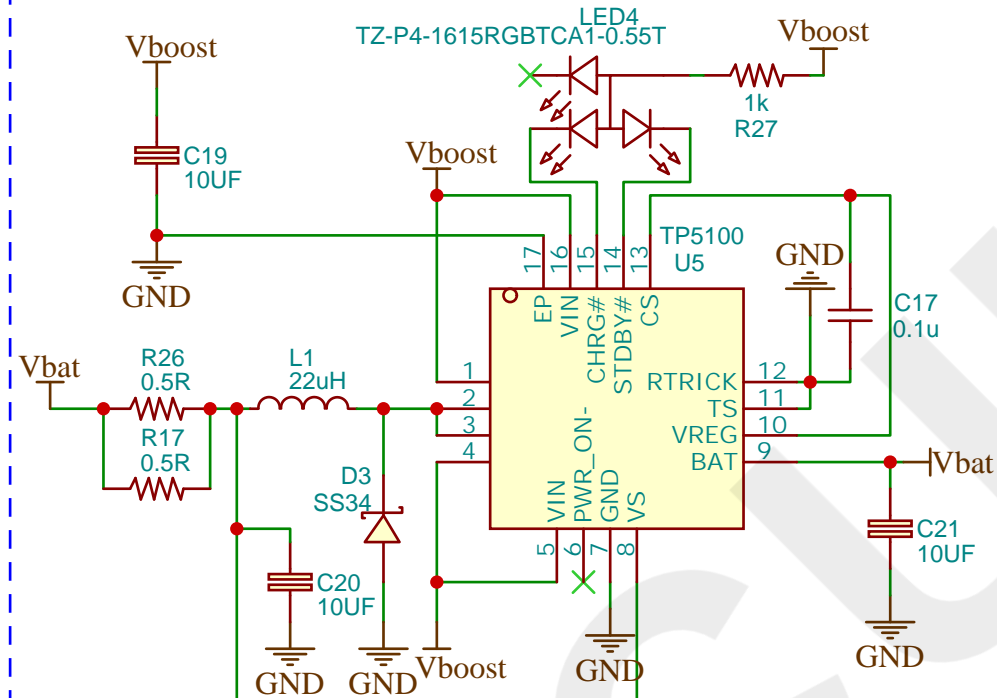 LED4
TZ-P4-1615RGBTCA1-0.55T
Vboost
Vboost
1k
R27
C19
10UF
Vboost
GND
TP5100
U5
GND
C17
0.1u
17
16
15
14
13
EP
VIN
CHRG#
STDBY#
CS
Vbat
R26
0.5R
L1
22uH
R17
0.5R
1
2
3
4
RTRICK
12
TS
11
VREG
10
BAT
9
Vbat
D3
SS34
VIN
PWR_ON-
GND
VS
5
6
7
8
C20
10UF
C21
10UF
GND
GND
Vboost
GND
GND